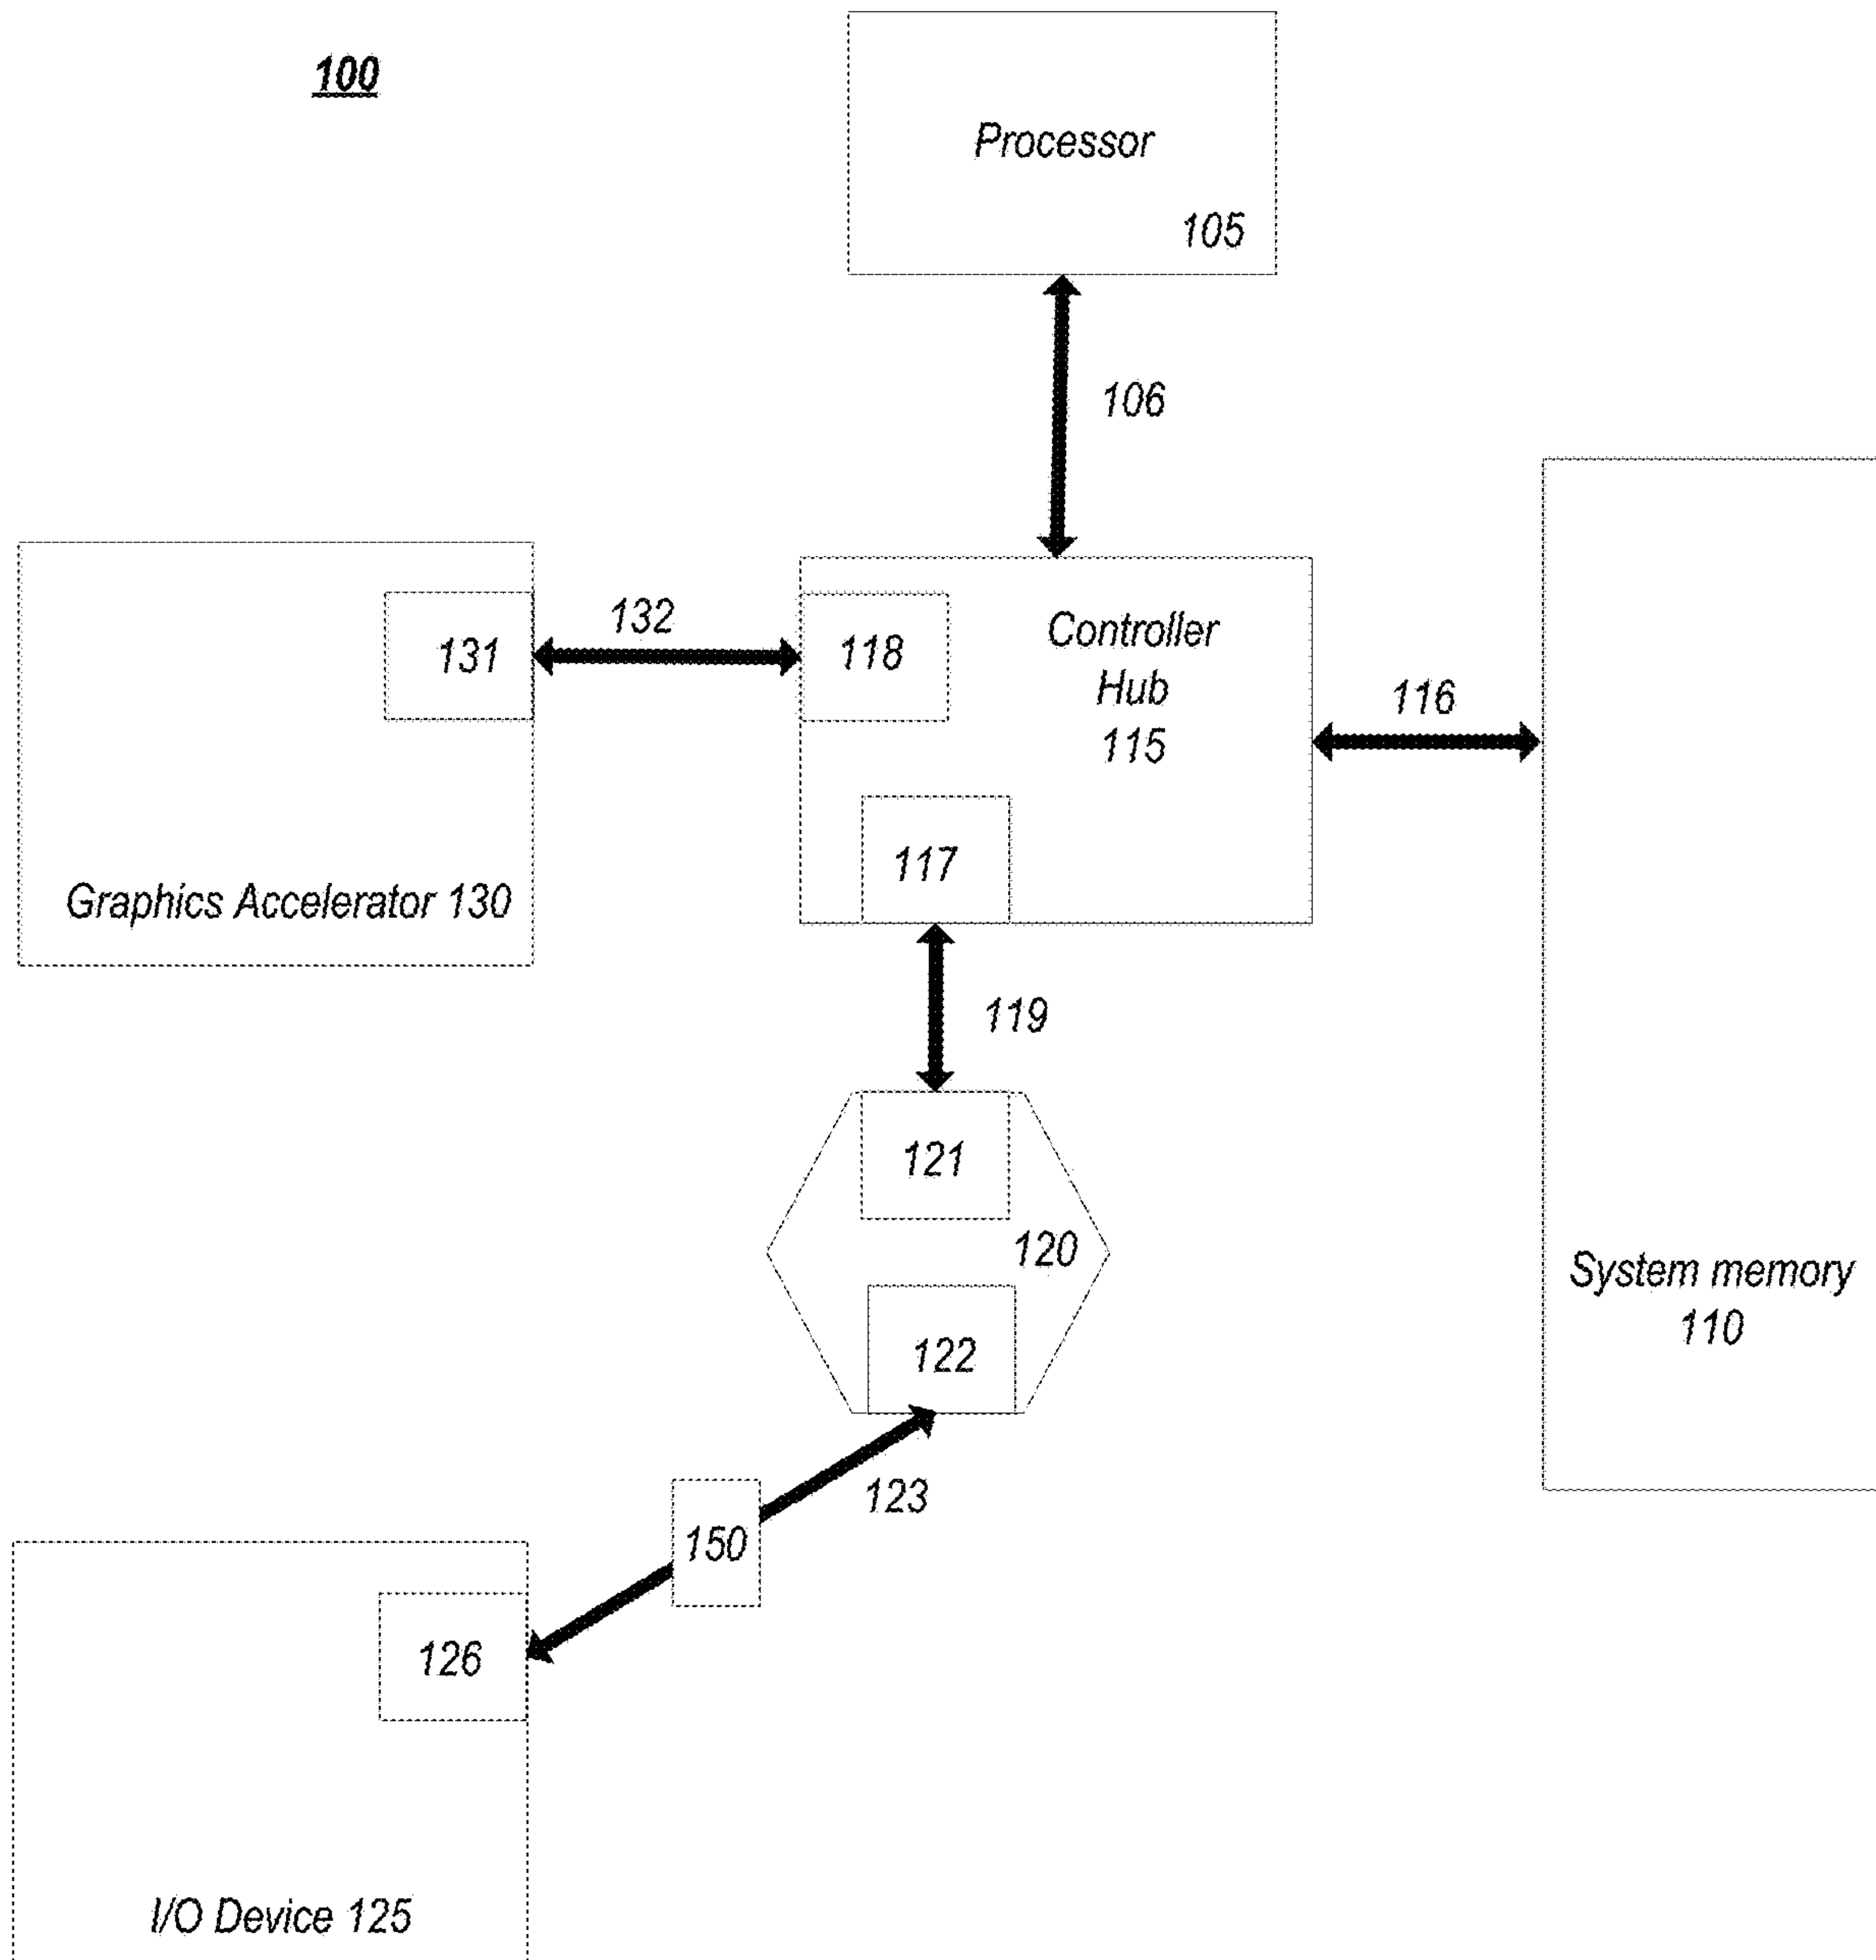 100
Processor
105
106
132
131
118
Controller
Hub
115
116
117
Graphics Accelerator 130
119
121
120
System memory
110
122
123
150
126
I/O Device 125